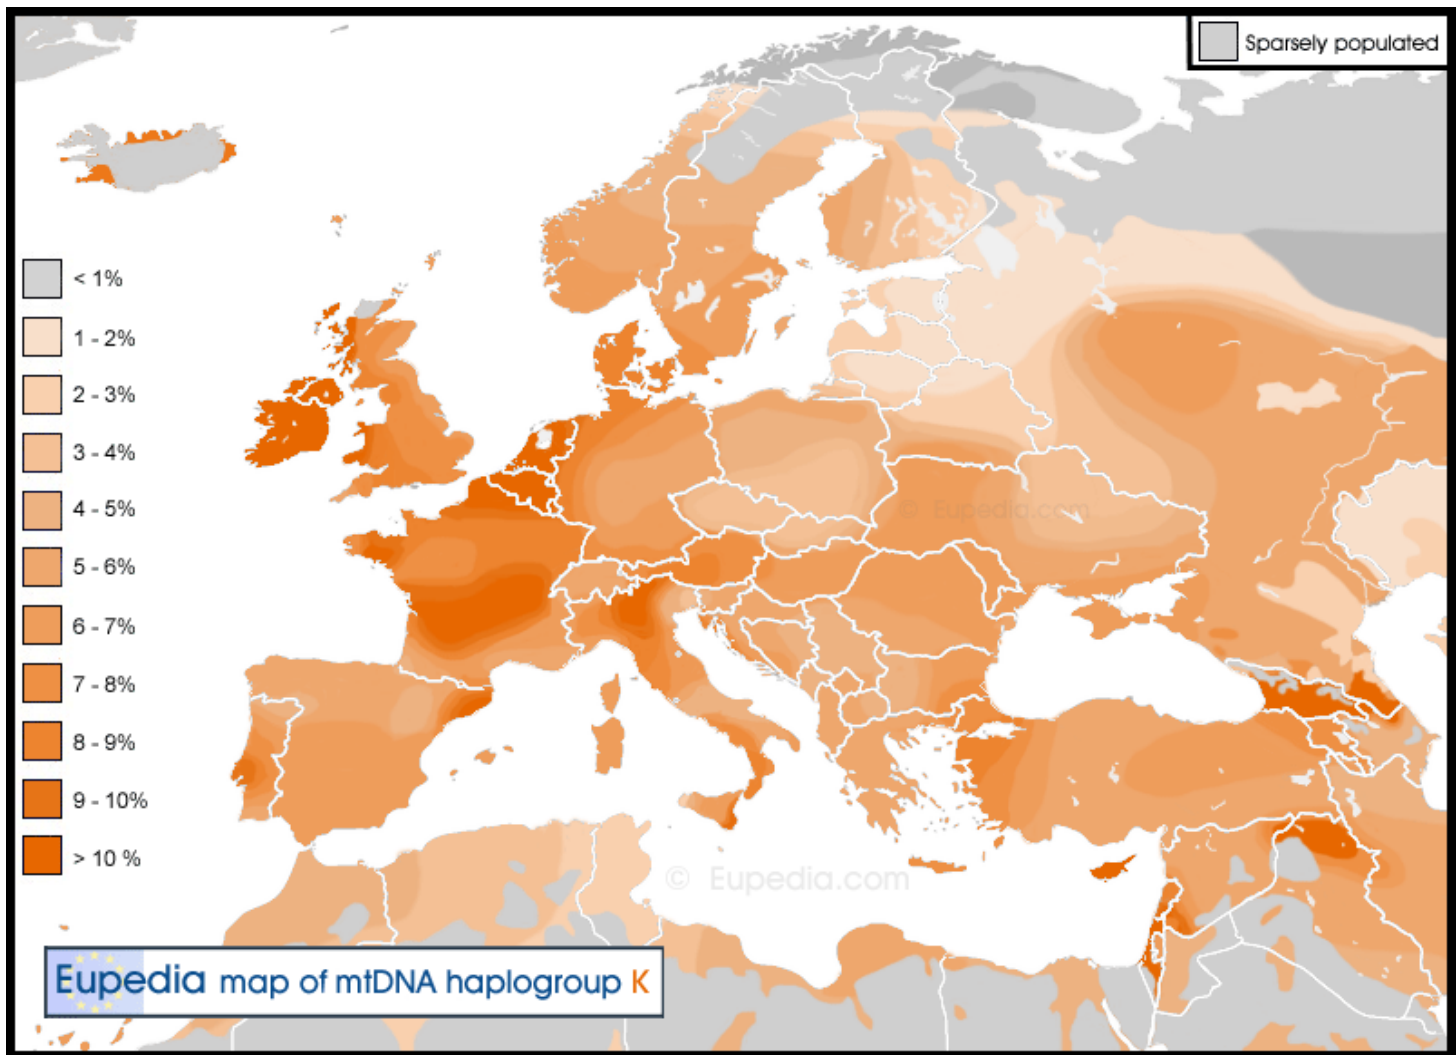 Sparsely populated
< 1%
1 - 2%
2 - 3%
3 - 4%
4 - 5%
5 - 6%
6 - 7%
7 - 8%
8 - 9%
9 - 10%
> 10 %
© Eupedia.com
© Eupedia.com
Eupedia map of mtDNA haplogroup K